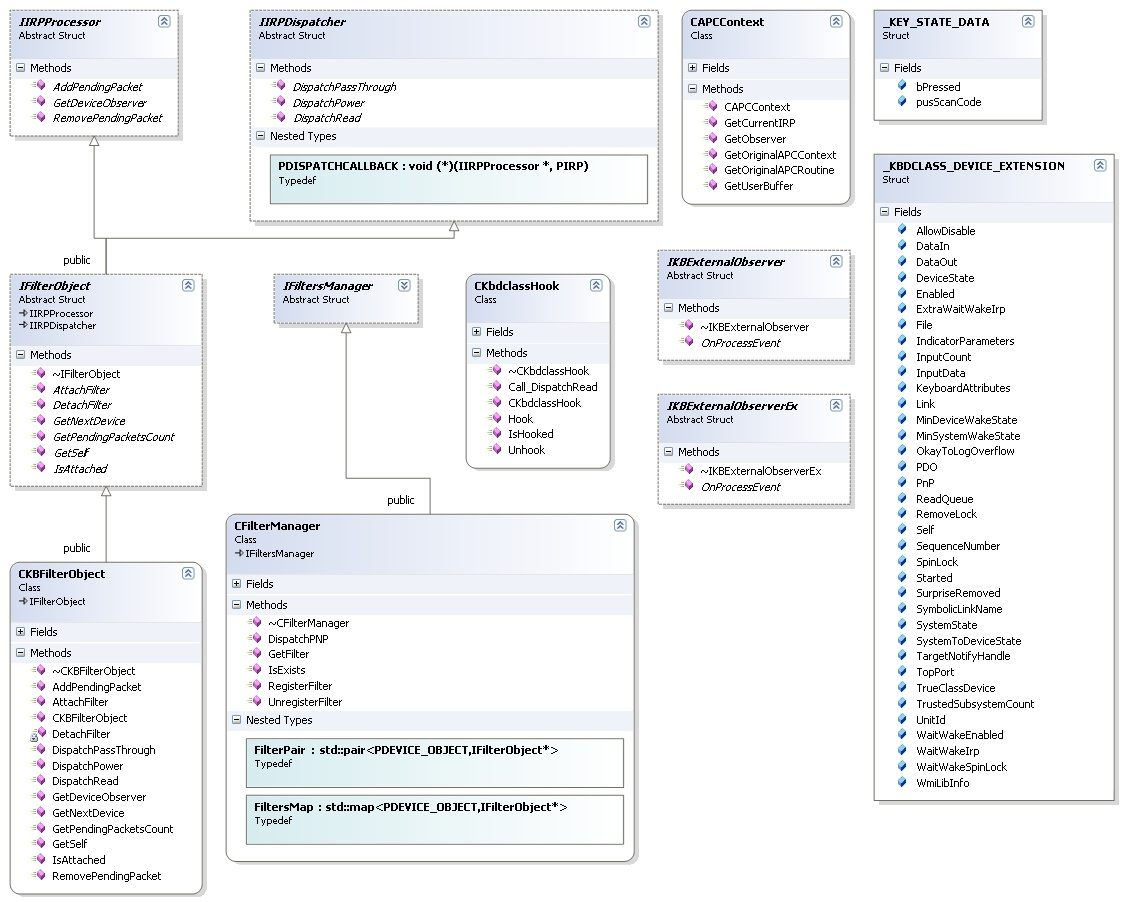 IIRPProcessor
Abstract Struct
Methods
AddPendingPacket
GetDeviceObserver
RemovePendingPacket
IIRPDispatcher
Abstract Struct
Methods
DispatchPassThrough
DispatchPower
DispatchRead
Nested Types
PDISPATCHCALLBACK : void (*)(IIRPProcessor *, PIRP)
Typedef
CAPCContext
Class
Fields
Methods
CAPCContext
GetCurrentIRP
GetObserver
GetOriginalAPCContext
GetOriginalAPCRoutine
GetUserBuffer
_KEY_STATE_DATA
Struct
Fields
bPressed
pusScanCode
_KBDCLASS_DEVICE_EXTENSION
Struct
Fields
AllowDisable
DataIn
DataOut
DeviceState
Enabled
ExtraWaitWakeIrp
File
IndicatorParameters
InputCount
InputData
KeyboardAttributes
Link
MinDeviceWakeState
MinSystemWakeState
OkayToLogOverflow
PDO
PnP
ReadQueue
RemoveLock
Self
SequenceNumber
SpinLock
Started
SurpriseRemoved
SymbolicLinkName
SystemState
SystemToDeviceState
TargetNotifyHandle
TopPort
TrueClassDevice
TrustedSubsystemCount
UnitId
WaitWakeEnabled
WaitWakeIrp
WaitWakeSpinLock
WmiLibInfo
public
IFilterObject
Abstract Struct
IIRPProcessor
IIRPDispatcher
Methods
~IFilterObject
AttachFilter
DetachFilter
GetNextDevice
GetPendingPacketsCount
GetSelf
IsAttached
IFiltersManager
Abstract Struct
CKbdclassHook
Class
Fields
Methods
~CKbdclassHook
Call_DispatchRead
CKbdclassHook
Hook
IsHooked
Unhook
IKBExternalObserver
Abstract Struct
Methods
~IKBExternalObserver
OnProcessEvent
IKBExternalObserverEx
Abstract Struct
Methods
~IKBExternalObserverEx
OnProcessEvent
public
CKBFilterObject
Class
IFilterObject
Fields
Methods
~CKBFilterObject
AddPendingPacket
AttachFilter
CKBFilterObject
DetachFilter
DispatchPassThrough
DispatchPower
DispatchRead
GetDeviceObserver
GetNextDevice
GetPendingPacketsCount
GetSelf
IsAttached
RemovePendingPacket
public
CFilterManager
Class
IFiltersManager
Fields
Methods
~CFilterManager
DispatchPNP
GetFilter
IsExists
RegisterFilter
UnregisterFilter
Nested Types
FilterPair : std::pair<PDEVICE_OBJECT,IFilterObject*>
Typedef
FiltersMap : std::map<PDEVICE_OBJECT,IFilterObject*>
Typedef